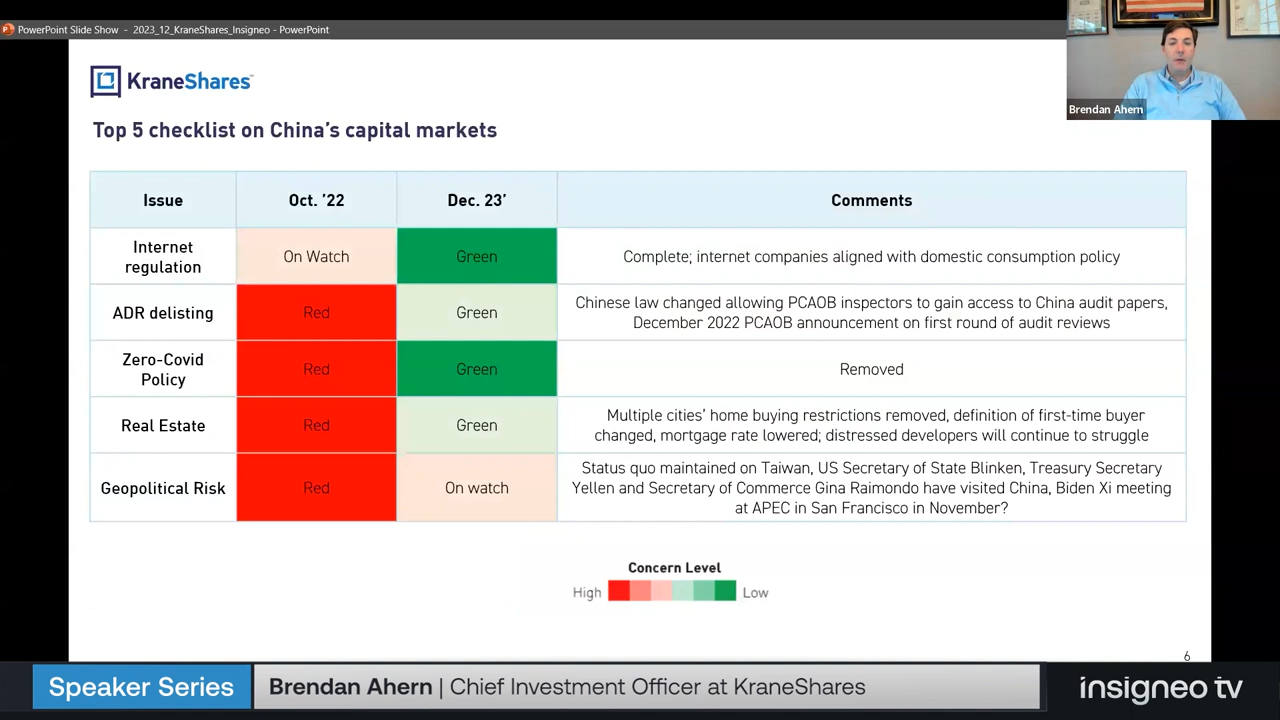 PowerPoint Slide Show - 2023_12_KraneShares_Insigneo - PowerPoint
Brendan Ahern
KraneShares
Top 5 checklist on China's capital markets
Issue
Oct. '22
Dec. 23'
Comments
Internet
regulation
On Watch
Green
Complete; internet companies aligned with domestic consumption policy
ADR delisting
Red
Green
Chinese law changed allowing PCAOB inspectors to gain access to China audit papers,
December 2022 PCAOB announcement on first round of audit reviews
Zero-Covid
Policy
Red
Green
Removed
Real Estate
Red
Green
Multiple cities' home buying restrictions removed, definition of first-time buyer
changed, mortgage rate lowered; distressed developers will continue to struggle
Geopolitical Risk
Red
On watch
Status quo maintained on Taiwan, US Secretary of State Blinken, Treasury Secretary
Yellen and Secretary of Commerce Gina Raimondo have visited China, Biden Xi meeting
at APEC in San Francisco in November?
Concern Level
High
Low
6
Speaker Series
Brendan Ahern | Chief Investment Officer at KraneShares
insigneo tv